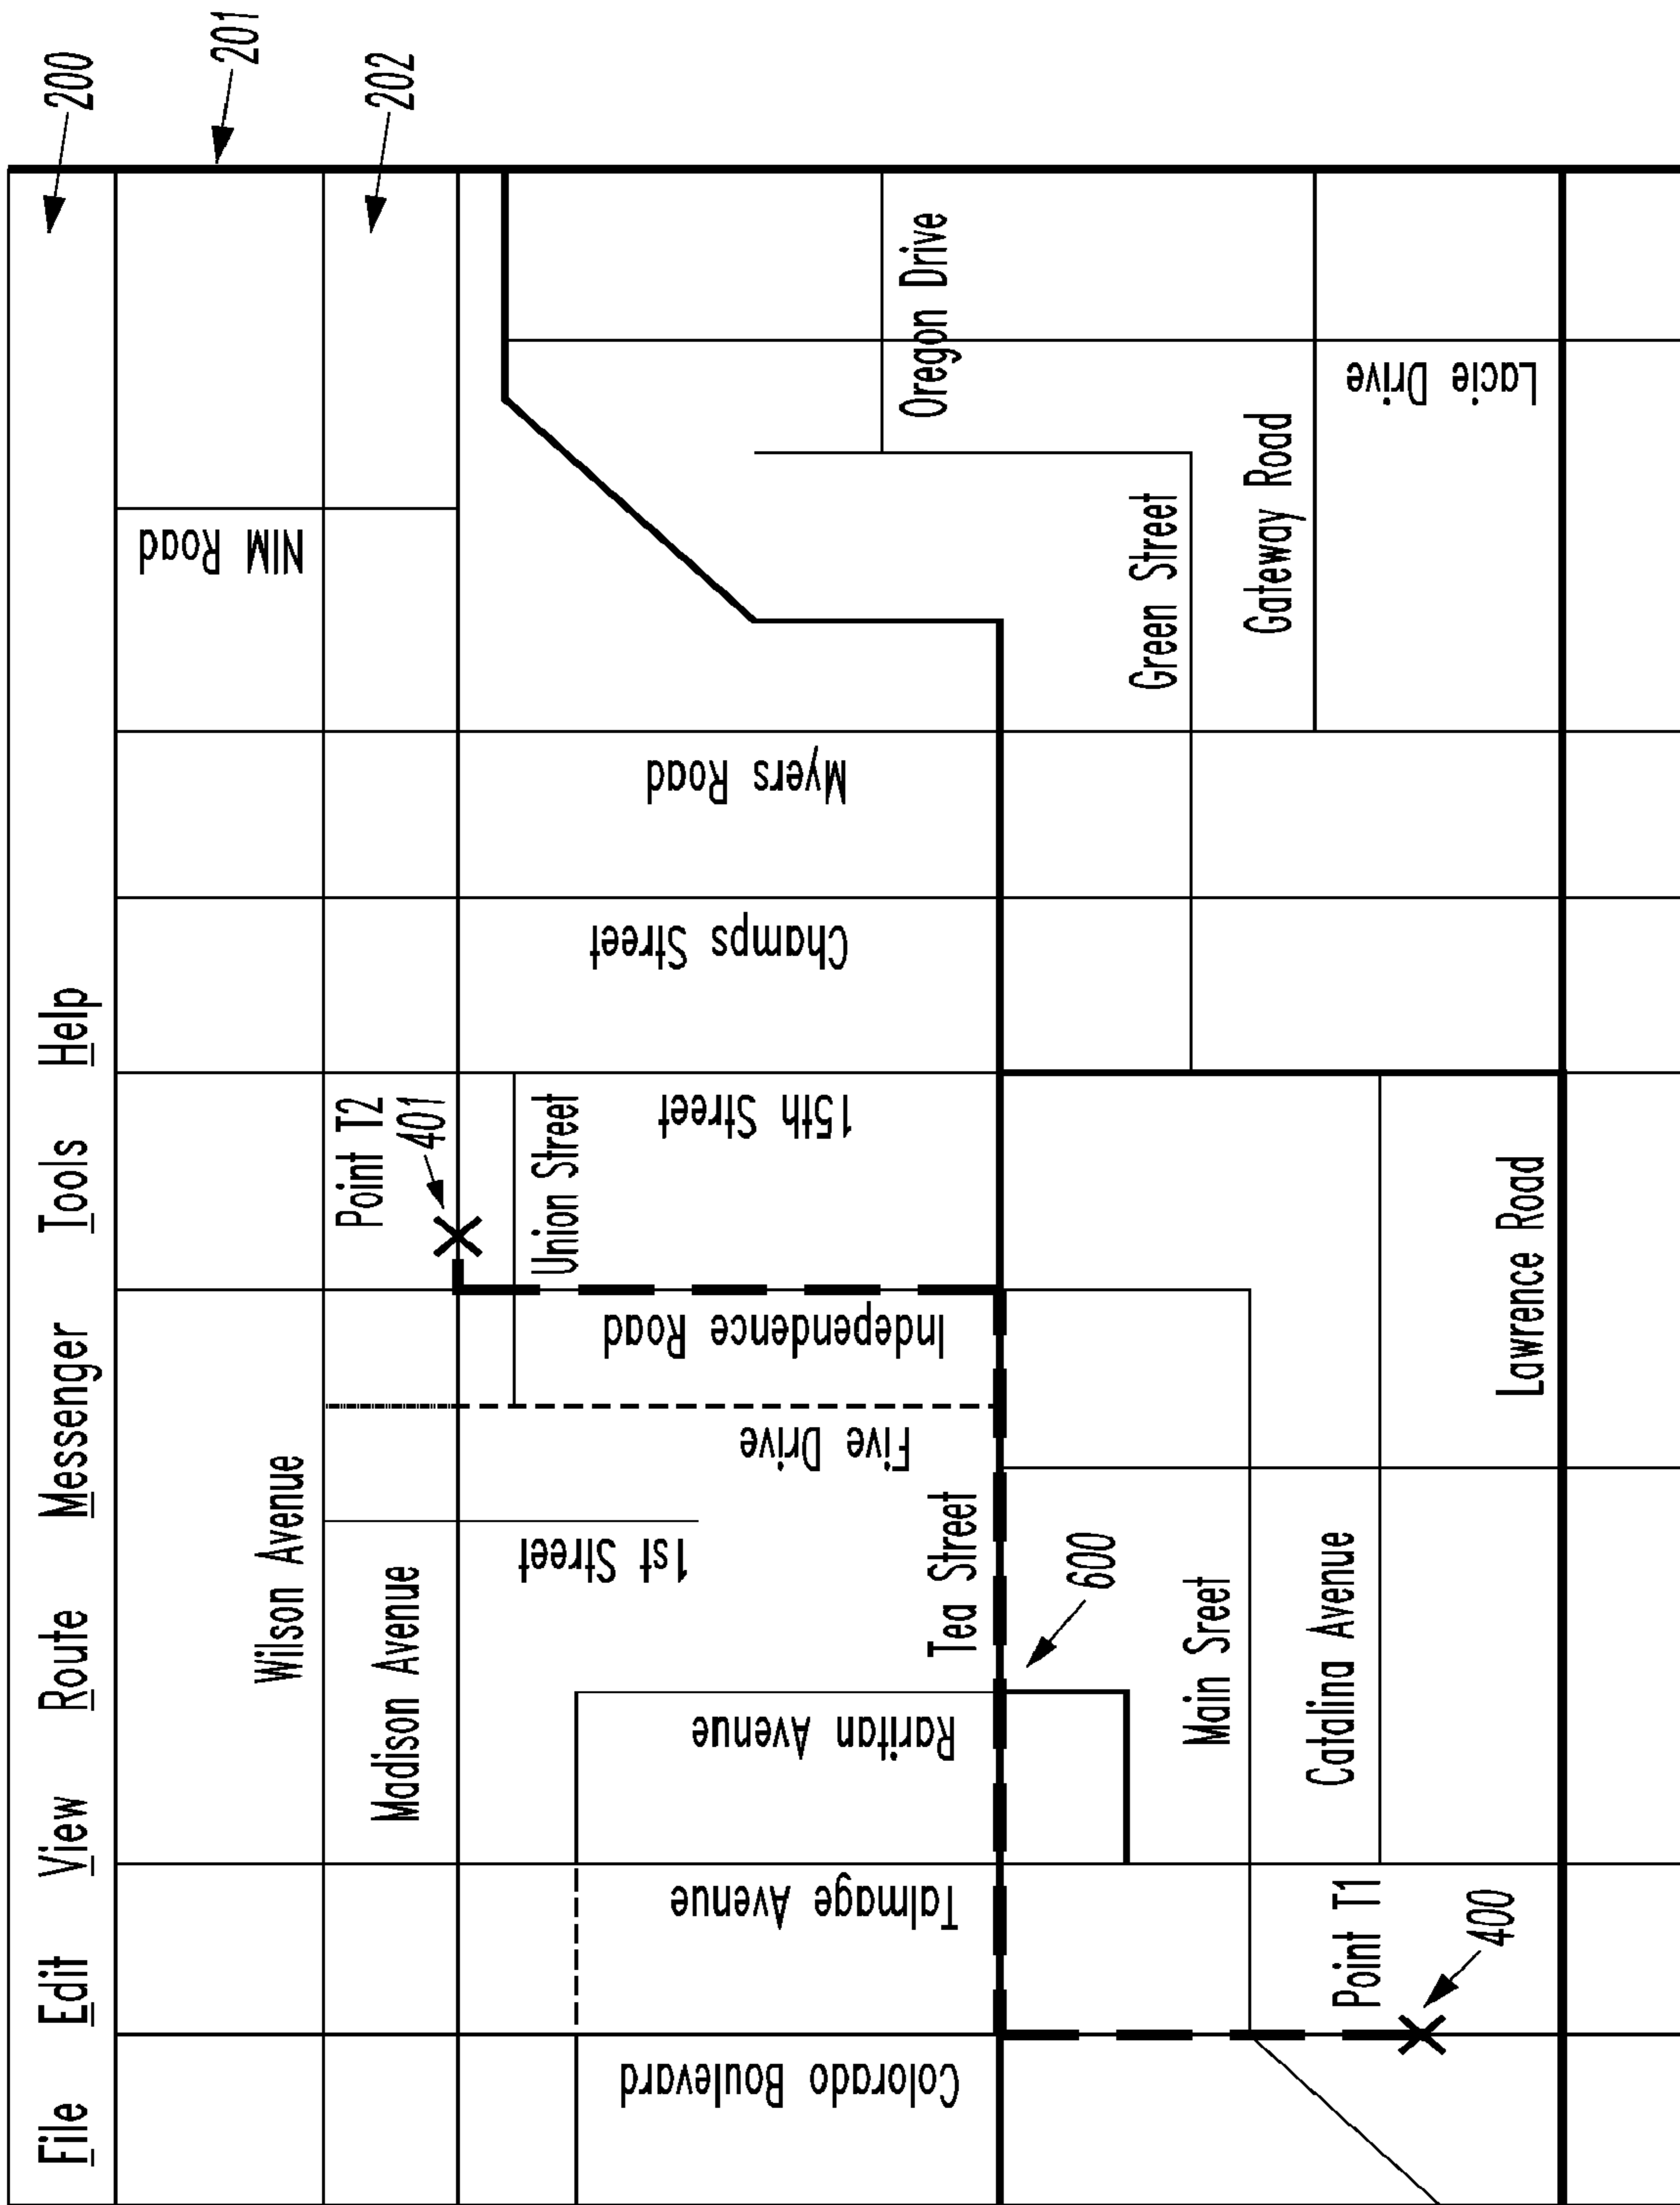 File Edit View Route Messenger Tools Help
200
201
202
Wilson Avenue
Madison Avenue
Point T2
401
NIM Road
Union Street
1st Street
Five Drive
Independence Road
15th Street
Champs Street
Myers Road
Colorado Boulevard
Talmage Avenue
Raritan Avenue
Tea Street
600
Oregon Drive
Green Street
Gateway Road
Main Sreet
Catalina Avenue
Point T1
400
Lacie Drive
Lawrence Road